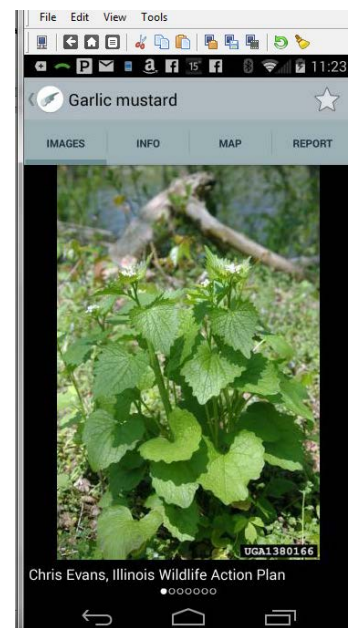 File Edit View Tools
11:23
Garlic mustard
IMAGES INFO MAP REPORT
UGA1380166
Chris Evans, Illinois Wildlife Action Plan